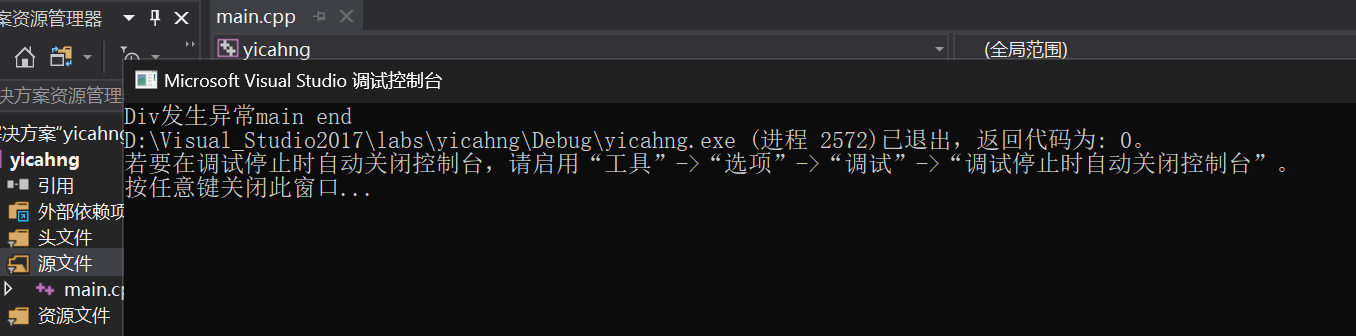 案资源管理器
main.cpp
yicahng
(全局范围)
Microsoft Visual Studio 调试控制台
Div发生异常main end
D:\Visual_Studio2017\labs\yicahng\Debug\yicahng.exe (进程 2572)已退出，返回代码为: 0。
若要在调试停止时自动关闭控制台，请启用“工具”->“选项”->“调试”->“调试停止时自动关闭控制台”。
按任意键关闭此窗口...
决方案资源管理
解决方案“yicahng
yicahng
引用
外部依赖项
头文件
源文件
main.cp
资源文件